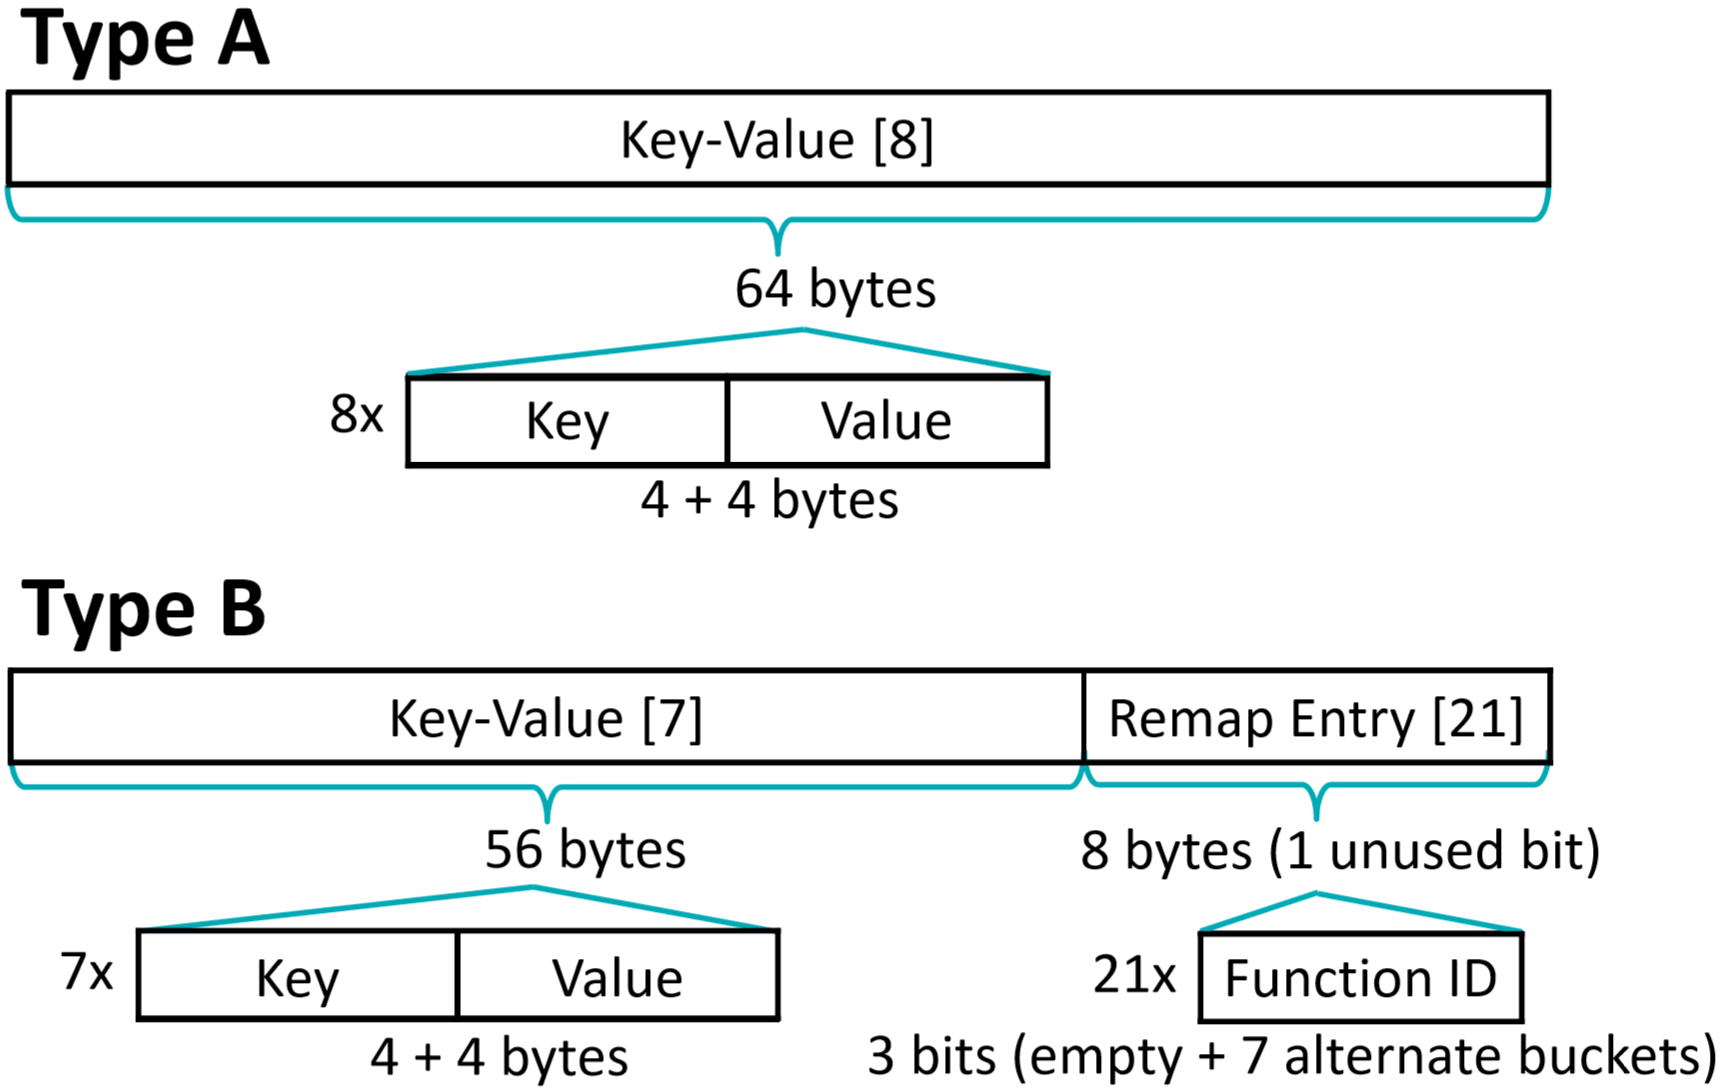 Type A
Key-Value [8]
64 bytes
8x Key Value
4 + 4 bytes
Type B
Key-Value [7] Remap Entry [21]
56 bytes 8 bytes (1 unused bit)
7x Key Value 21x Function ID
4 + 4 bytes 3 bits (empty + 7 alternate buckets)